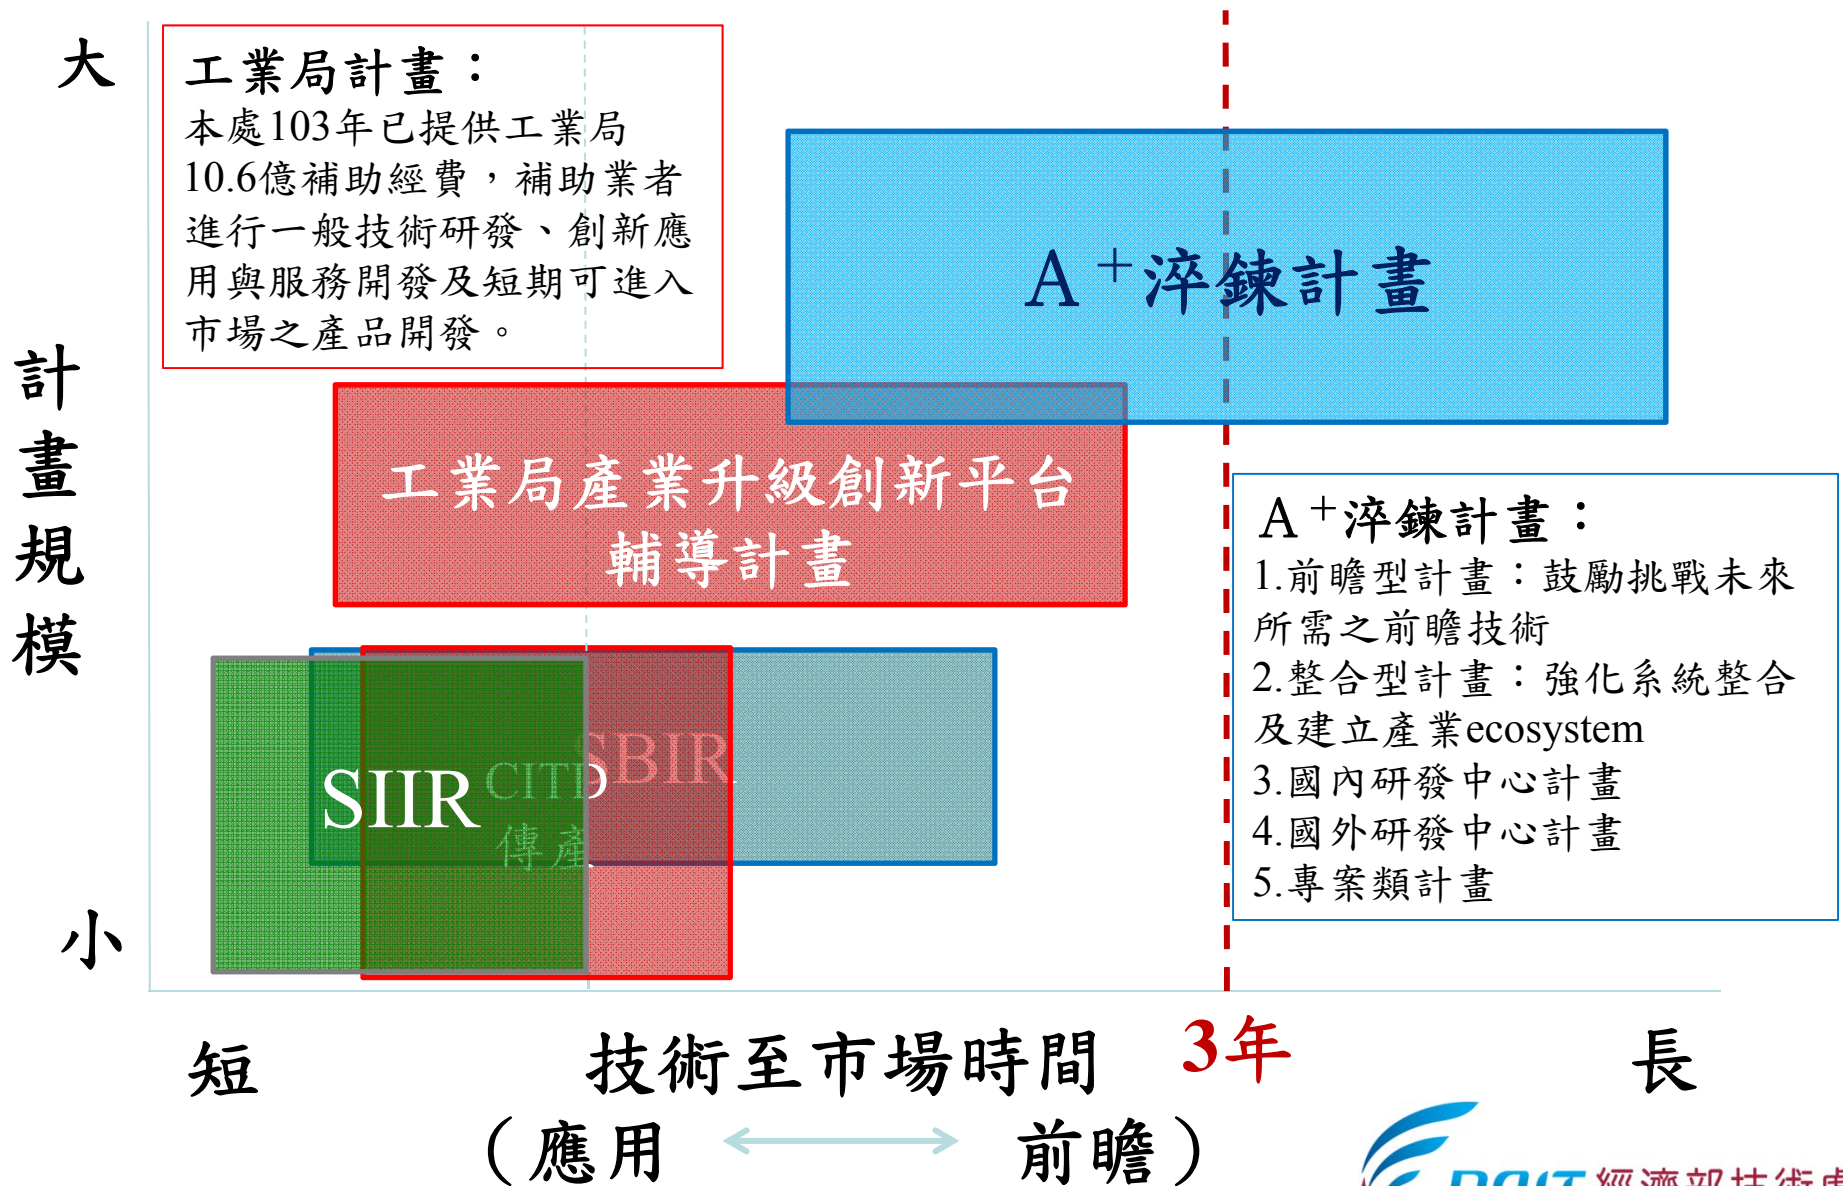 大
工業局計畫：
本處103年已提供工業局
10.6億補助經費，補助業者
進行一般技術研發、創新應
用與服務開發及短期可進入
市場之產品開發。
A＋淬鍊計畫
計
畫
規
模
工業局產業升級創新平台
輔導計畫
A＋淬鍊計畫：
1.前瞻型計畫：鼓勵挑戰未來
所需之前瞻技術
2.整合型計畫：強化系統整合
及建立產業ecosystem
3.國內研發中心計畫
4.國外研發中心計畫
5.專案類計畫
SIIR
CITD
傳產
SBIR
小
短
技術至市場時間
3年
長
（應用
前瞻）
經濟部技術處